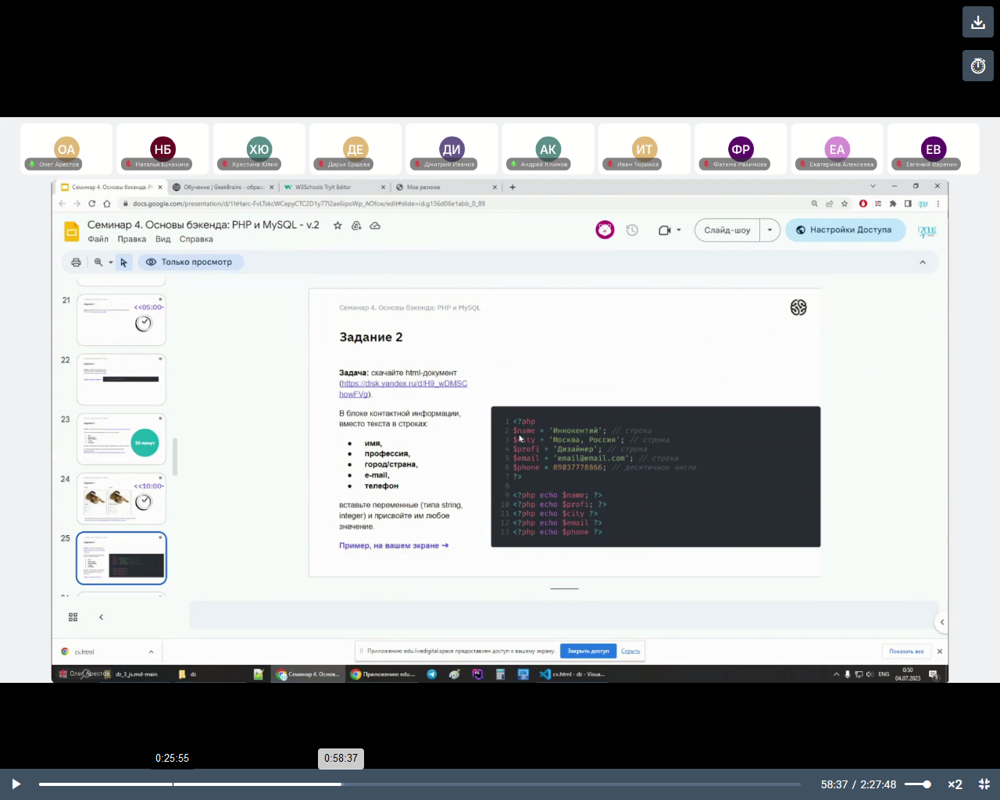 ОА НБ ХЮ ДЕ ДИ АК ИТ ФР ЕА ЕВ
Олег Арестов Наталья Букахина Христина Юлия Дарья Ершова Дмитрий Иванов Андрей Климов Иван Тюриков Фатима Рахимова Екатерина Алексеева Евгений Вареник
Семинар 4. Основы бэкенда: PH Обучение | GeekBrains - образ W3Schools Tryit Editor Мое резюме
docs.google.com/presentation/d/1hHarc-FvLTskcWCepyCTC2D1y77I2ae6ipoWp_AOfcw/edit#slide=id.g136d06e1abb_0_89
Семинар 4. Основы бэкенда: PHP и MySQL - v.2
Файл Правка Вид Справка
Слайд-шоу
Настройки Доступа
Только просмотр
21
<<05:00-
22
23
50 минут
24
<<10:00-
25
Семинар 4. Основы бэкенда: PHP и MySQL
Задание 2
Задача: скачайте html-документ
(https://disk.yandex.ru/d/H9_wDMSC
howFVg).
В блоке контактной информации,
вместо текста в строках:
● имя,
● профессия,
● город/страна,
● e-mail,
● телефон
вставьте переменные (типа string,
integer) и присвойте им любое
значение.
Пример, на вашем экране ➔
1 <?php
2 $name = 'Иннокентий'; // строка
3 $city = 'Москва, Россия'; // строка
4 $profi = 'Дизайнер'; // строка
5 $email = 'email@email.com'; // строка
6 $phone = 89037778866; // десятичное число
7 ?>
8
9 <?php echo $name; ?>
10 <?php echo $profi; ?>
11 <?php echo $city ?>
12 <?php echo $email ?>
13 <?php echo $phone ?>
cv.html
Приложению edu.livedigital.space предоставлен доступ к вашему экрану.
Закрыть доступ
Скрыть
Показать все
Олег Арестов
dz_3_js.md-main dz Семинар 4. Основ... Приложению edu.... cv.html - dz - Visua...
ENG
0:50
04.07.2023
0:25:55
0:58:37
58:37 / 2:27:48
×2